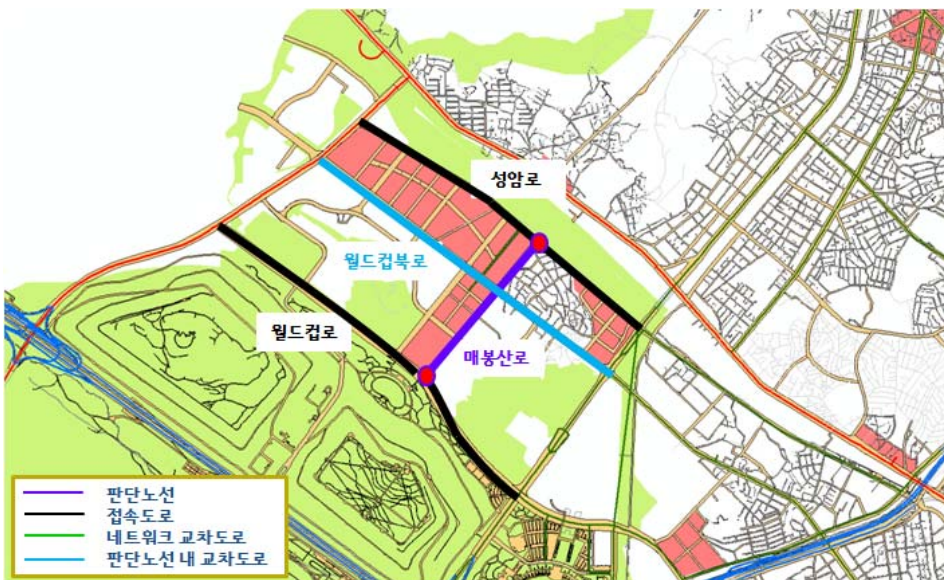 성암로
월드컵북로
월드컵로
매봉산로
판단노선
접속도로
네트워크 교차도로
판단노선 내 교차도로